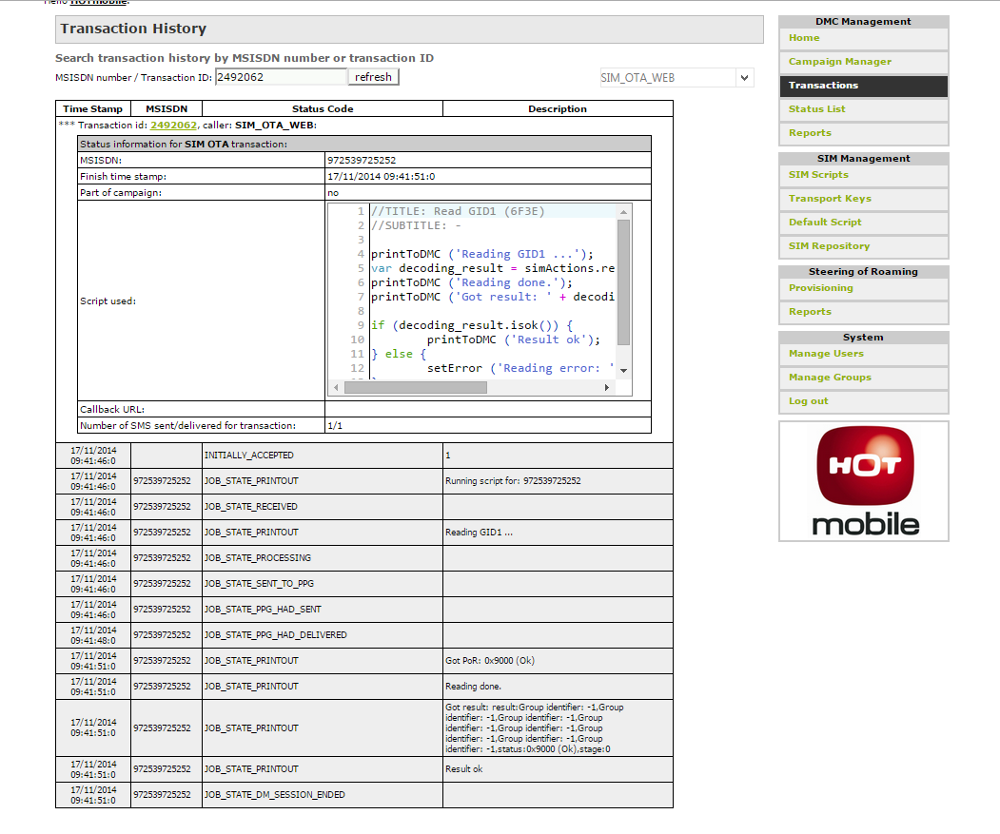 Hello HOTmobile!
Transaction History
Search transaction history by MSISDN number or transaction ID
MSISDN number / Transaction ID: 2492062 refresh SIM_OTA_WEB
Time Stamp MSISDN Status Code Description
*** Transaction id: 2492062, caller: SIM_OTA_WEB:
Status information for SIM OTA transaction:
MSISDN: 972539725252
Finish time stamp: 17/11/2014 09:41:51:0
Part of campaign: no
Script used:
1 //TITLE: Read GID1 (6F3E)
2 //SUBTITLE: -
3
4 printToDMC ('Reading GID1 ...');
5 var decoding_result = simActions.re
6 printToDMC ('Reading done.');
7 printToDMC ('Got result: ' + decodi
8
9 if (decoding_result.isok()) {
10 printToDMC ('Result ok');
11 } else {
12 setError ('Reading error: '
Callback URL:
Number of SMS sent/delivered for transaction: 1/1
17/11/2014
09:41:46:0 INITIALLY_ACCEPTED 1
17/11/2014
09:41:46:0 972539725252 JOB_STATE_PRINTOUT Running script for: 972539725252
17/11/2014
09:41:46:0 972539725252 JOB_STATE_RECEIVED
17/11/2014
09:41:46:0 972539725252 JOB_STATE_PRINTOUT Reading GID1 ...
17/11/2014
09:41:46:0 972539725252 JOB_STATE_PROCESSING
17/11/2014
09:41:46:0 972539725252 JOB_STATE_SENT_TO_PPG
17/11/2014
09:41:46:0 972539725252 JOB_STATE_PPG_HAD_SENT
17/11/2014
09:41:48:0 972539725252 JOB_STATE_PPG_HAD_DELIVERED
17/11/2014
09:41:51:0 972539725252 JOB_STATE_PRINTOUT Got PoR: 0x9000 (Ok)
17/11/2014
09:41:51:0 972539725252 JOB_STATE_PRINTOUT Reading done.
17/11/2014
09:41:51:0 972539725252 JOB_STATE_PRINTOUT
Got result: result:Group identifier: -1,Group
identifier: -1,Group identifier: -1,Group
identifier: -1,Group identifier: -1,Group
identifier: -1,Group identifier: -1,Group
identifier: -1,status:0x9000 (Ok),stage:0
17/11/2014
09:41:51:0 972539725252 JOB_STATE_PRINTOUT Result ok
17/11/2014
09:41:51:0 972539725252 JOB_STATE_DM_SESSION_ENDED
DMC Management
Home
Campaign Manager
Transactions
Status List
Reports
SIM Management
SIM Scripts
Transport Keys
Default Script
SIM Repository
Steering of Roaming
Provisioning
Reports
System
Manage Users
Manage Groups
Log out
HOT
mobile